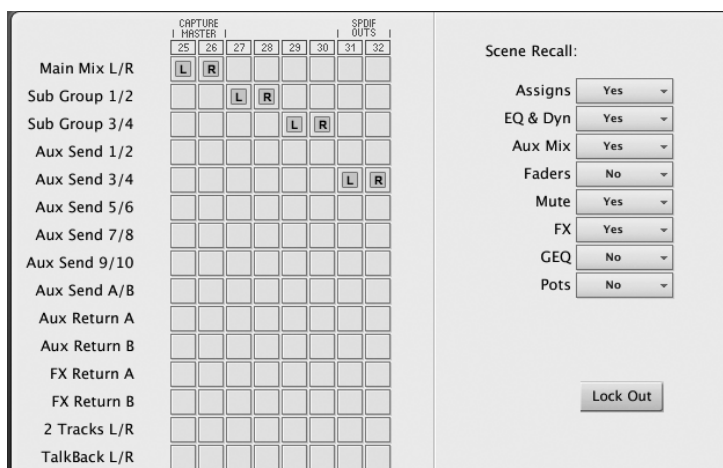 CAPTURE
MASTER
SPDIF
OUTS
25 26 27 28 29 30 31 32
Main Mix L/R L R
Sub Group 1/2 L R
Sub Group 3/4 L R
Aux Send 1/2
Aux Send 3/4 L R
Aux Send 5/6
Aux Send 7/8
Aux Send 9/10
Aux Send A/B
Aux Return A
Aux Return B
FX Return A
FX Return B
2 Tracks L/R
TalkBack L/R
Scene Recall:
Assigns Yes
EQ & Dyn Yes
Aux Mix Yes
Faders No
Mute Yes
FX Yes
GEQ No
Pots No
Lock Out